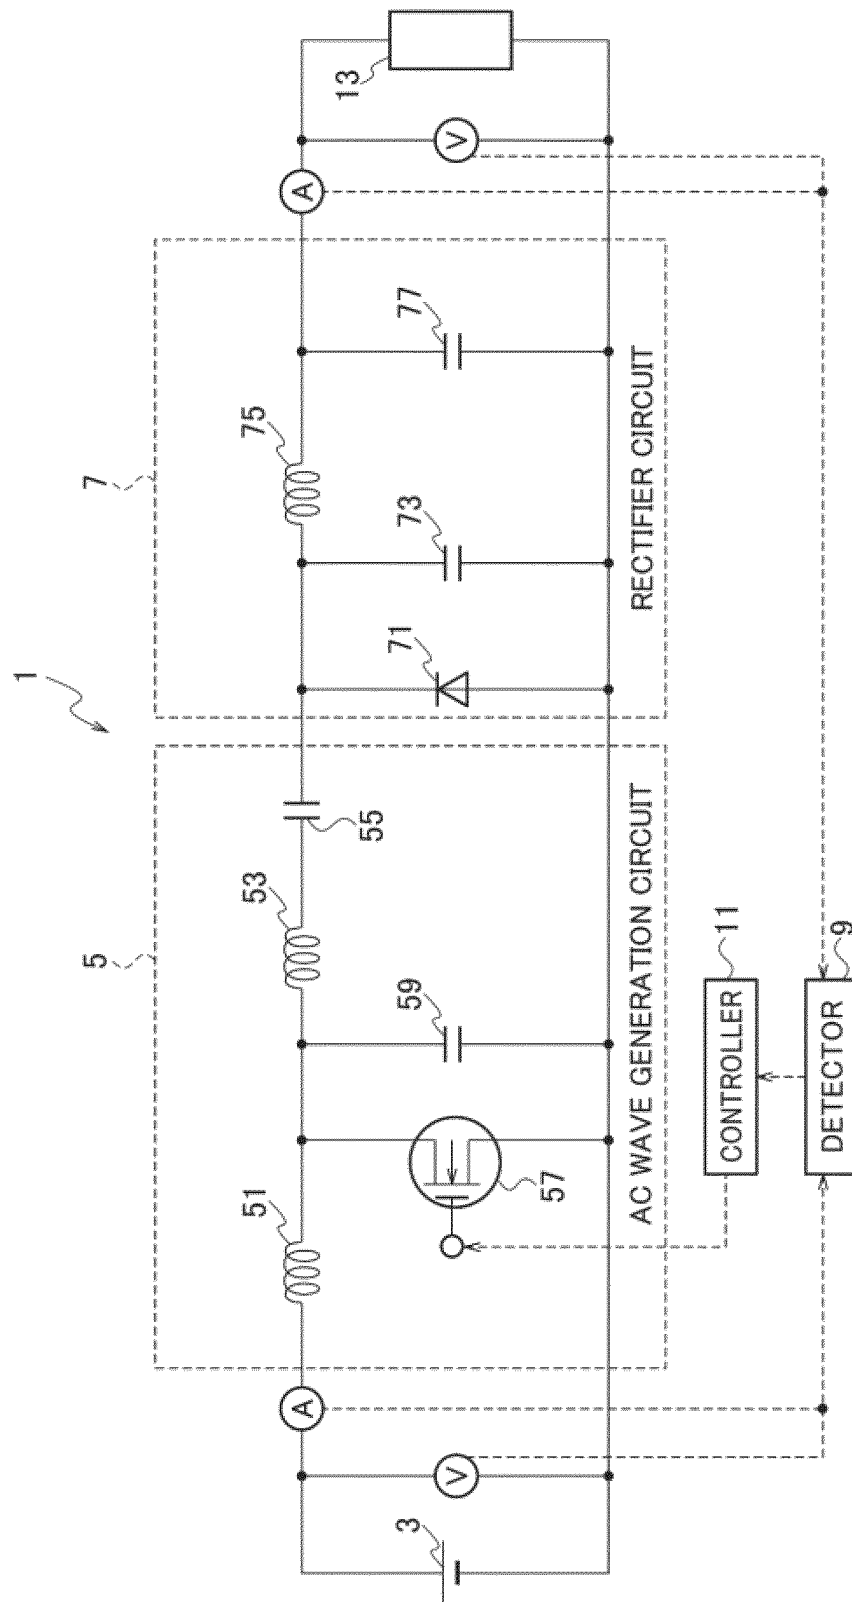 1
5
7
51
53
55
75
A
A
59
71
73
77
13
3
V
57
V
AC WAVE GENERATION CIRCUIT
RECTIFIER CIRCUIT
CONTROLLER
11
DETECTOR
9